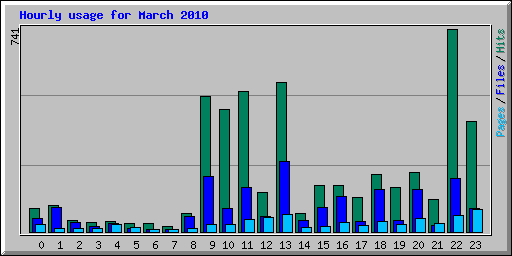 Hourly usage for March 2010
741
Pages / Files / Hits
0 1 2 3 4 5 6 7 8 9 10 11 12 13 14 15 16 17 18 19 20 21 22 23